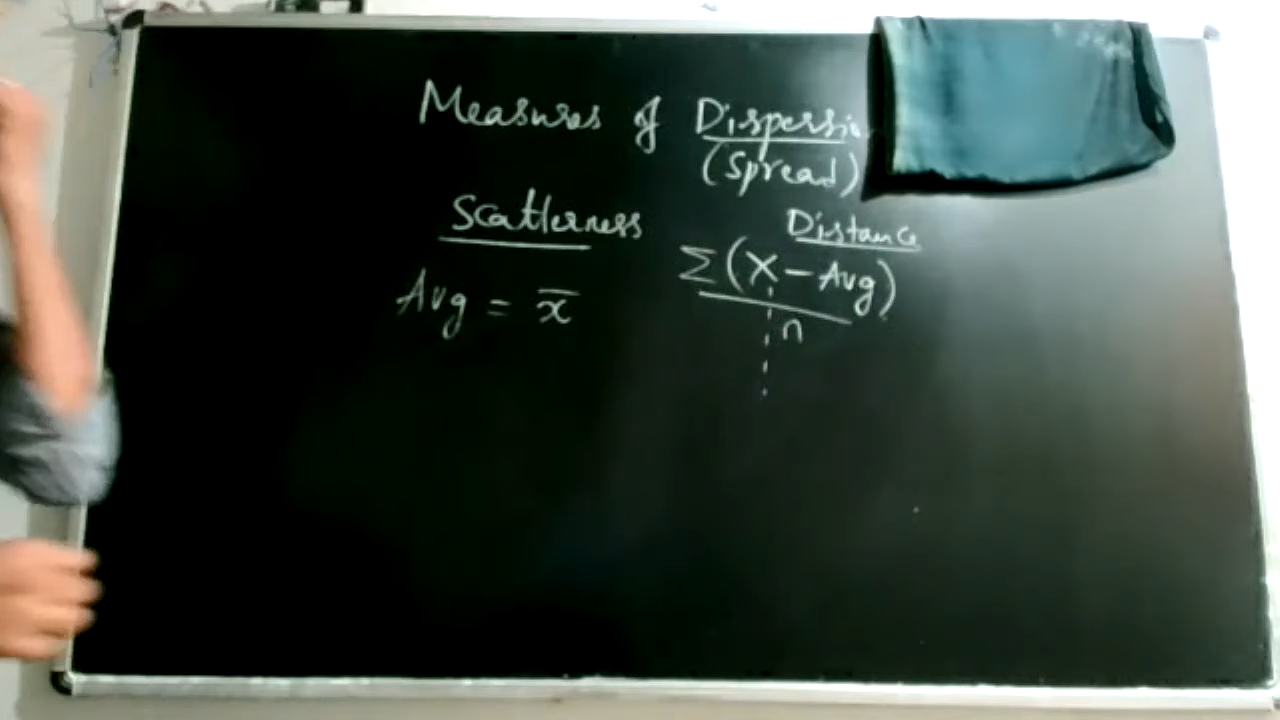 Measures of Dispersio
(Spread)
Scatterness
Distance
Avg = x̄
Σ(X - Avg)
n